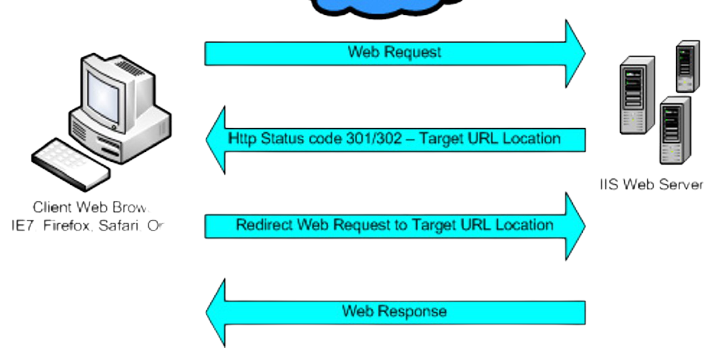 Web Request
Http Status code 301/302 – Target URL Location
IIS Web Server
Client Web Brow
IE7, Firefox, Safari, Or
Redirect Web Request to Target URL Location
Web Response